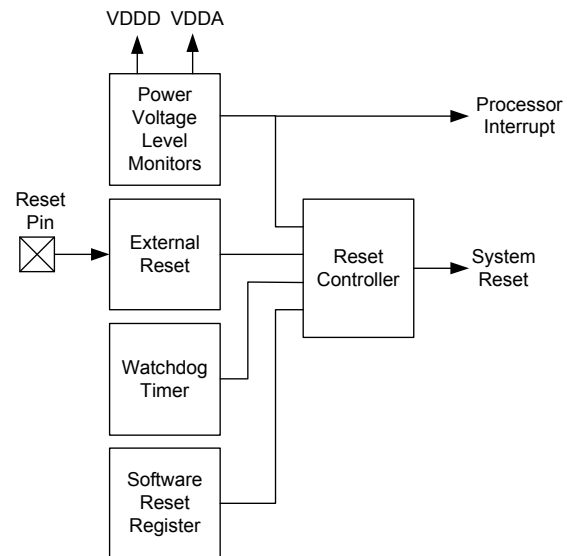 VDDD VDDA
Power
Voltage
Level
Monitors
Processor
Interrupt
Reset
Pin
External
Reset
Reset
Controller
System
Reset
Watchdog
Timer
Software
Reset
Register